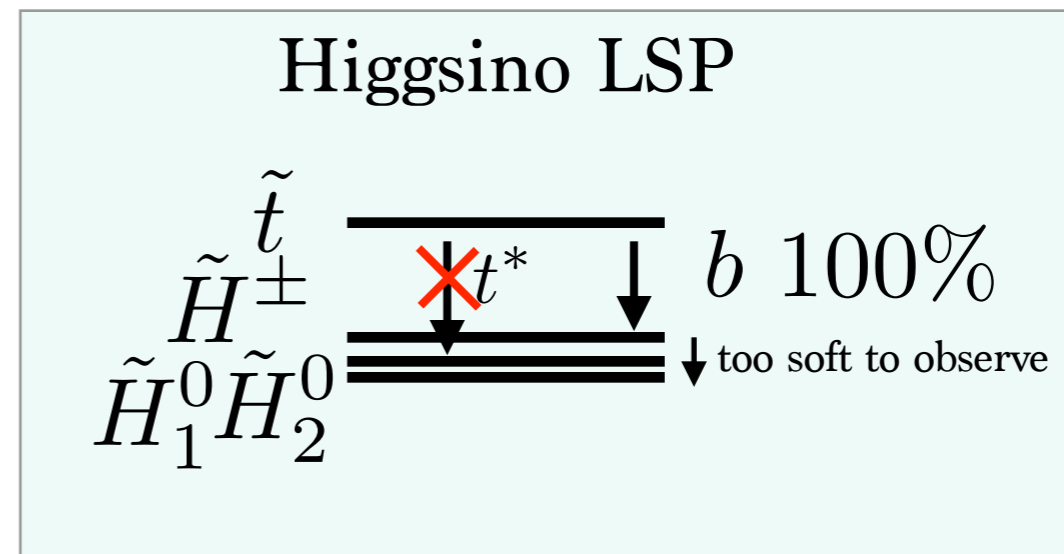 Higgsino LSP
t̃
t* b 100%
H̃±
too soft to observe
H̃⁰₁H̃⁰₂